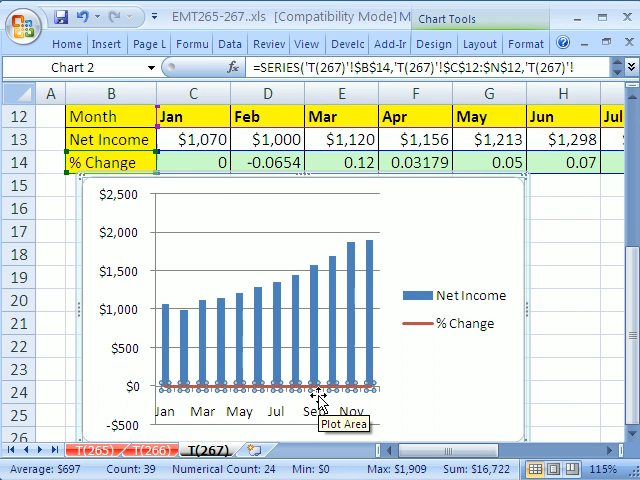 EMT265-267..xls [Compatibility Mode] M
Chart Tools
Home Insert Page L Formu Data Review View Develc Add-Ir Design Layout Format
Chart 2 fx =SERIES('T(267)'!$B$14,'T(267)'!$C$12:$N$12,'T(267)'!
A B C D E F G H
12 Month Jan Feb Mar Apr May Jun Jul
13 Net Income $1,070 $1,000 $1,120 $1,156 $1,213 $1,298
14 % Change 0 -0.0654 0.12 0.03179 0.05 0.07
15
16
17
18
19
20
21
22
23
24
25
26
$2,500
$2,000
$1,500
$1,000
$500
$0
-$500
Jan Mar May Jul Sep Nov
Net Income
% Change
Plot Area
T(265) T(266) T(267)
Average: $697 Count: 39 Numerical Count: 24 Min: $0 Max: $1,909 Sum: $16,722 115%